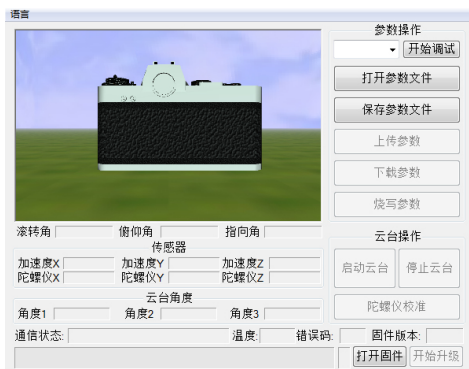 语言
参数操作
开始调试
打开参数文件
保存参数文件
上传参数
下载参数
烧写参数
滚转角 俯仰角 指向角
传感器
加速度X 加速度Y 加速度Z
陀螺仪X 陀螺仪Y 陀螺仪Z
云台操作
启动云台 停止云台
云台角度
角度1 角度2 角度3
陀螺仪校准
通信状态: 温度: 错误码: 固件版本:
打开固件 开始升级